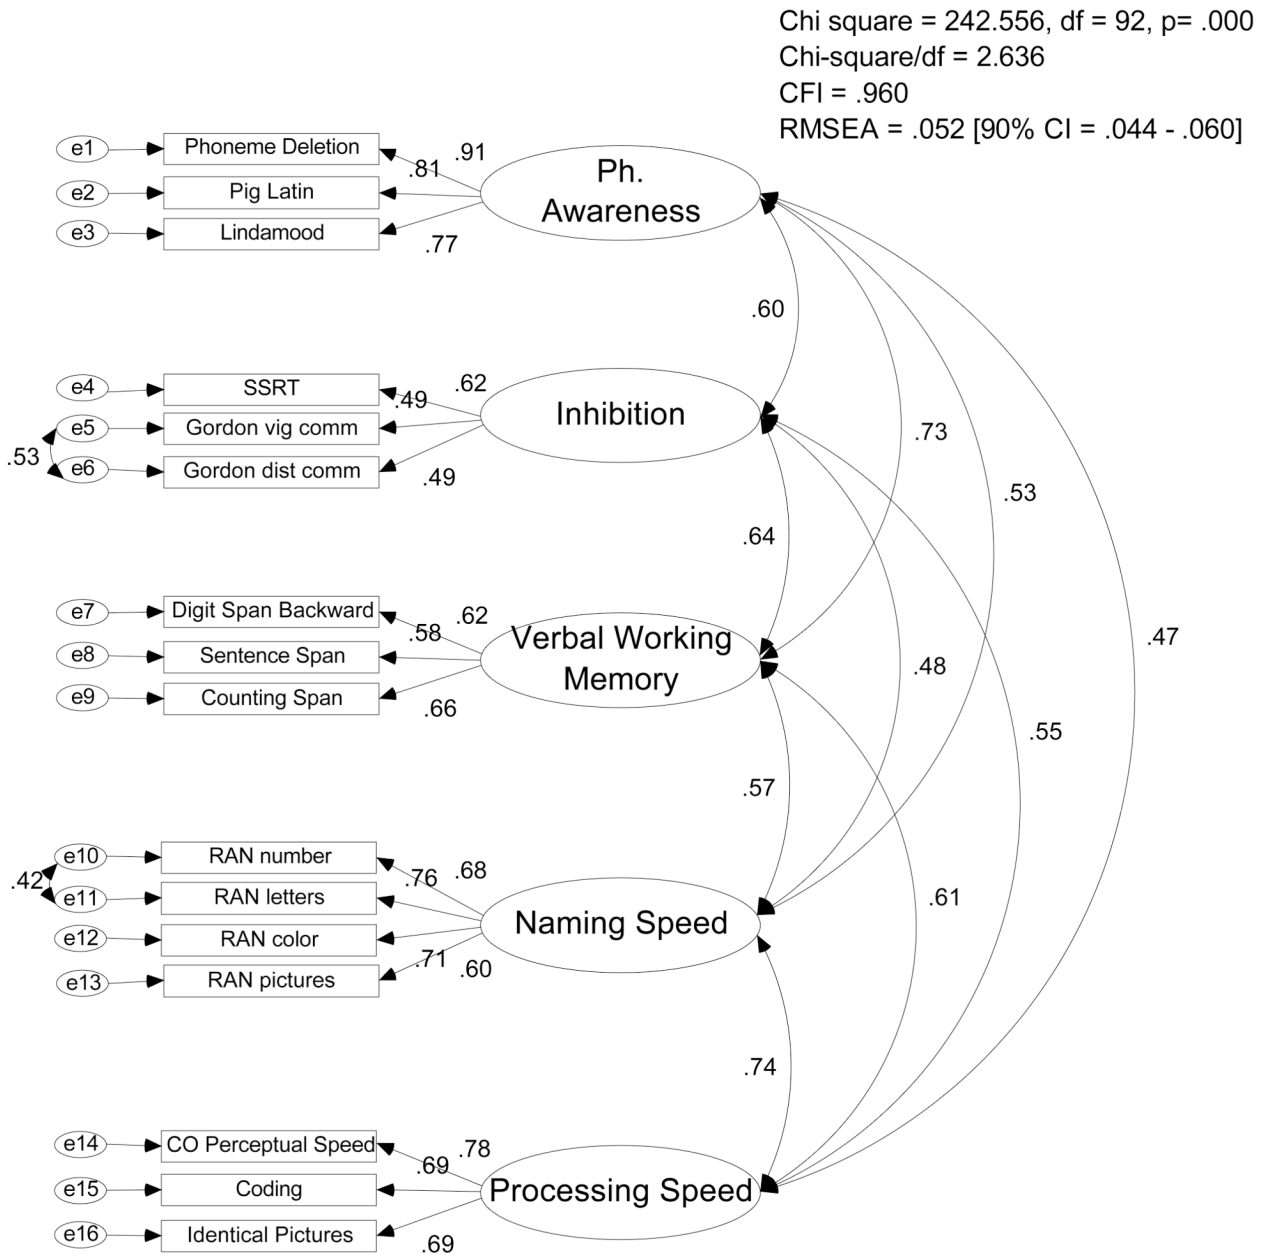 Chi square = 242.556, df = 92, p= .000
Chi-square/df = 2.636
CFI = .960
RMSEA = .052 [90% CI = .044 - .060]
e1
Phoneme Deletion
.91
.81
e2
Pig Latin
Ph.
Awareness
e3
Lindamood
.77
.60
e4
SSRT
.62
.49
e5
Gordon vig comm
Inhibition
.73
.53
e6
Gordon dist comm
.49
.53
.64
e7
Digit Span Backward
.62
.58
e8
Sentence Span
Verbal Working
Memory
.47
e9
Counting Span
.66
.48
.55
.57
e10
RAN number
.68
.76
.42
e11
RAN letters
.61
e12
RAN color
Naming Speed
e13
RAN pictures
.71
.60
.74
e14
CO Perceptual Speed
.78
.69
e15
Coding
Processing Speed
e16
Identical Pictures
.69